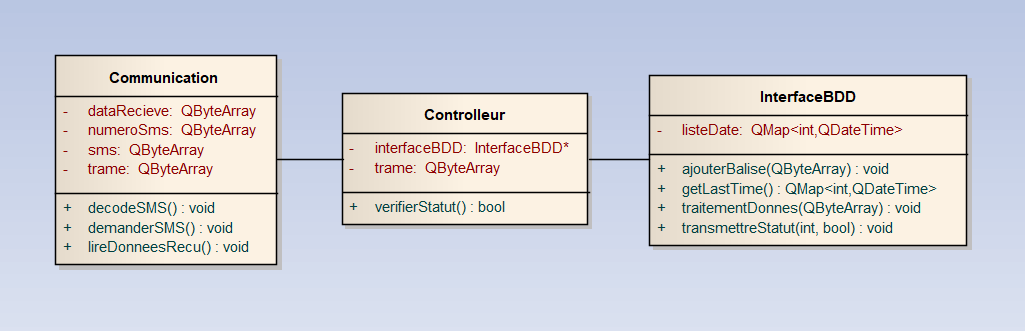 Communication
- dataRecieve: QByteArray
- numeroSms: QByteArray
- sms: QByteArray
- trame: QByteArray
+ decodeSMS() : void
+ demanderSMS() : void
+ lireDonneesRecu() : void
Controlleur
- interfaceBDD: InterfaceBDD*
- trame: QByteArray
+ verifierStatut() : bool
InterfaceBDD
- listeDate: QMap<int,QDateTime>
+ ajouterBalise(QByteArray) : void
+ getLastTime() : QMap<int,QDateTime>
+ traitementDonnes(QByteArray) : void
+ transmettreStatut(int, bool) : void